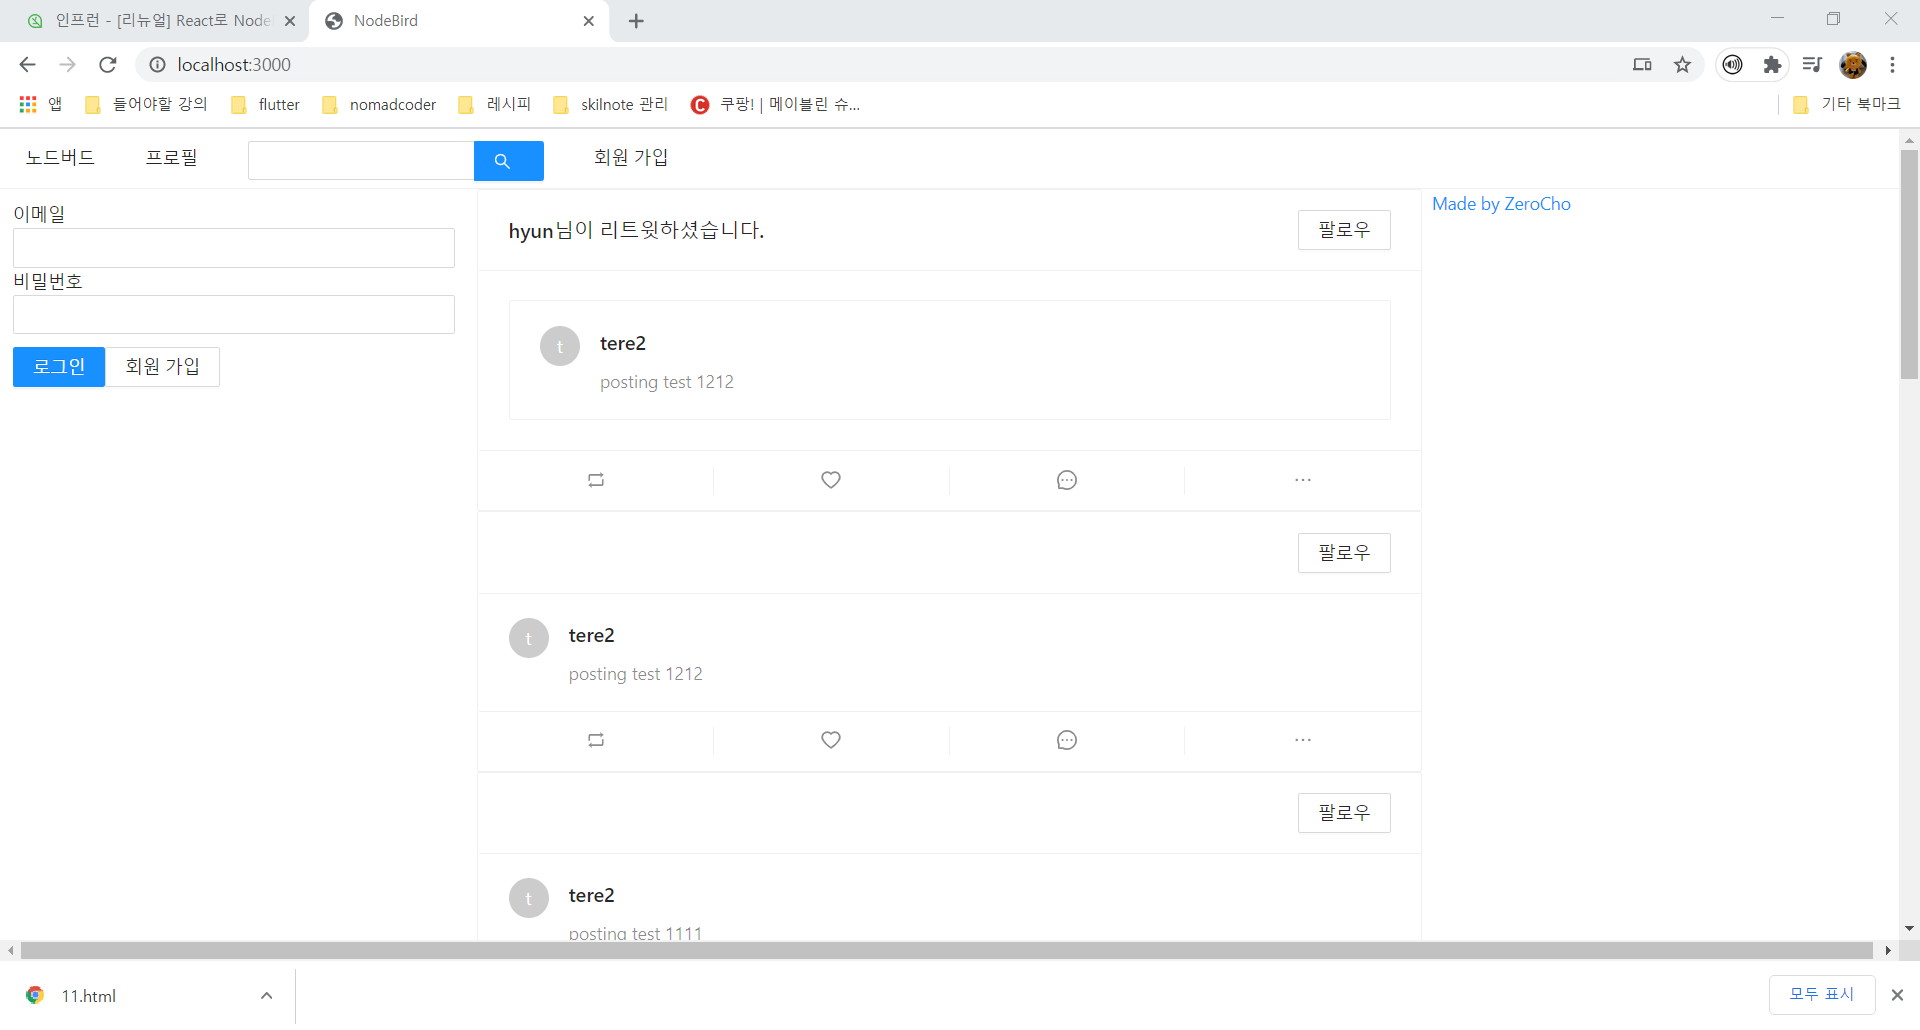 인프런 - [리뉴얼] React로 Node
NodeBird
localhost:3000
앱
들어야할 강의
flutter
nomadcoder
레시피
skilnote 관리
쿠팡! | 메이블린 슈...
기타 북마크
노드버드
프로필
회원 가입
이메일
비밀번호
로그인
회원 가입
hyun님이 리트윗하셨습니다.
팔로우
t
tere2
posting test 1212
팔로우
t
tere2
posting test 1212
팔로우
t
tere2
posting test 1111
Made by ZeroCho
11.html
모두 표시